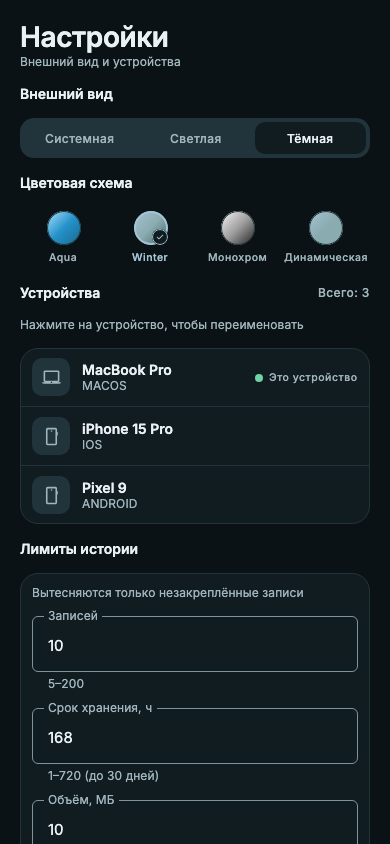 Настройки
Внешний вид и устройства
Внешний вид
Системная Светлая Тёмная
Цветовая схема
Aqua Winter Монохром Динамическая
Устройства Всего: 3
Нажмите на устройство, чтобы переименовать
MacBook Pro
MACOS
Это устройство
iPhone 15 Pro
IOS
Pixel 9
ANDROID
Лимиты истории
Вытесняются только незакреплённые записи
Записей
10
5–200
Срок хранения, ч
168
1–720 (до 30 дней)
Объём, МБ
10